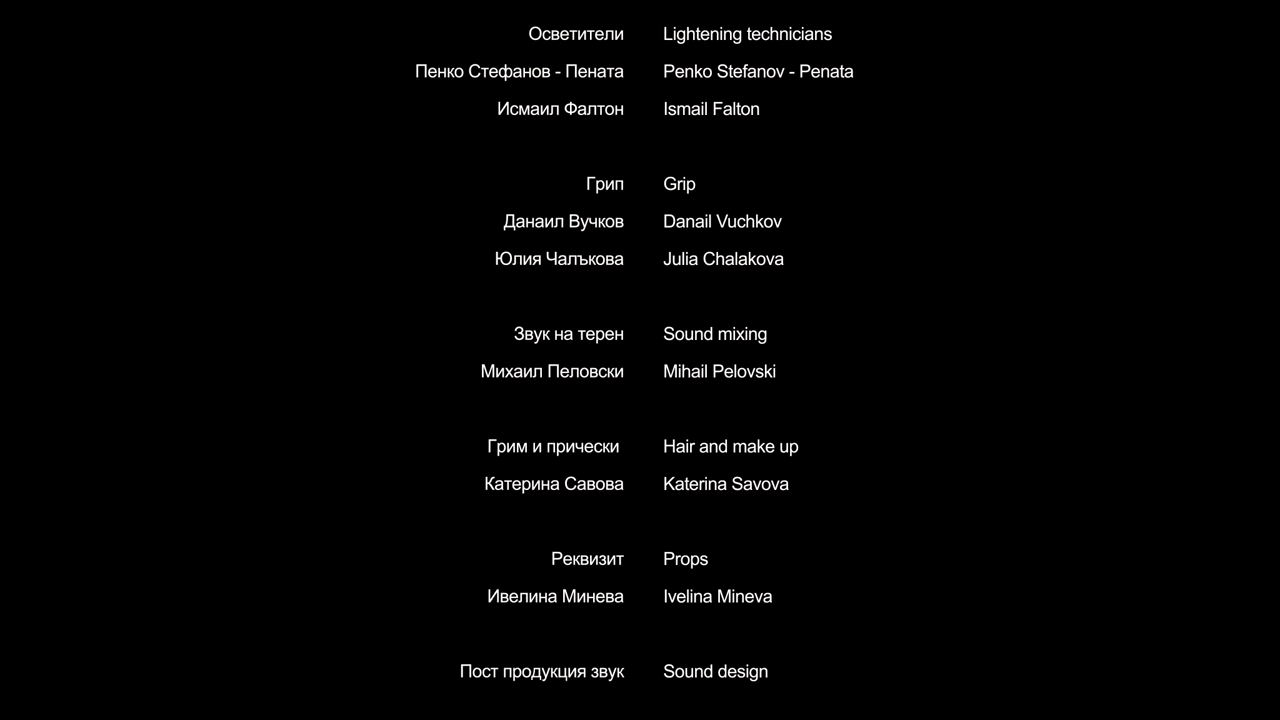 Осветители Lightening technicians
Пенко Стефанов - Пената Penko Stefanov - Penata
Исмаил Фалтон Ismail Falton
Грип Grip
Данаил Вучков Danail Vuchkov
Юлия Чалъкова Julia Chalakova
Звук на терен Sound mixing
Михаил Пеловски Mihail Pelovski
Грим и прически Hair and make up
Катерина Савова Katerina Savova
Реквизит Props
Ивелина Минева Ivelina Mineva
Пост продукция звук Sound design